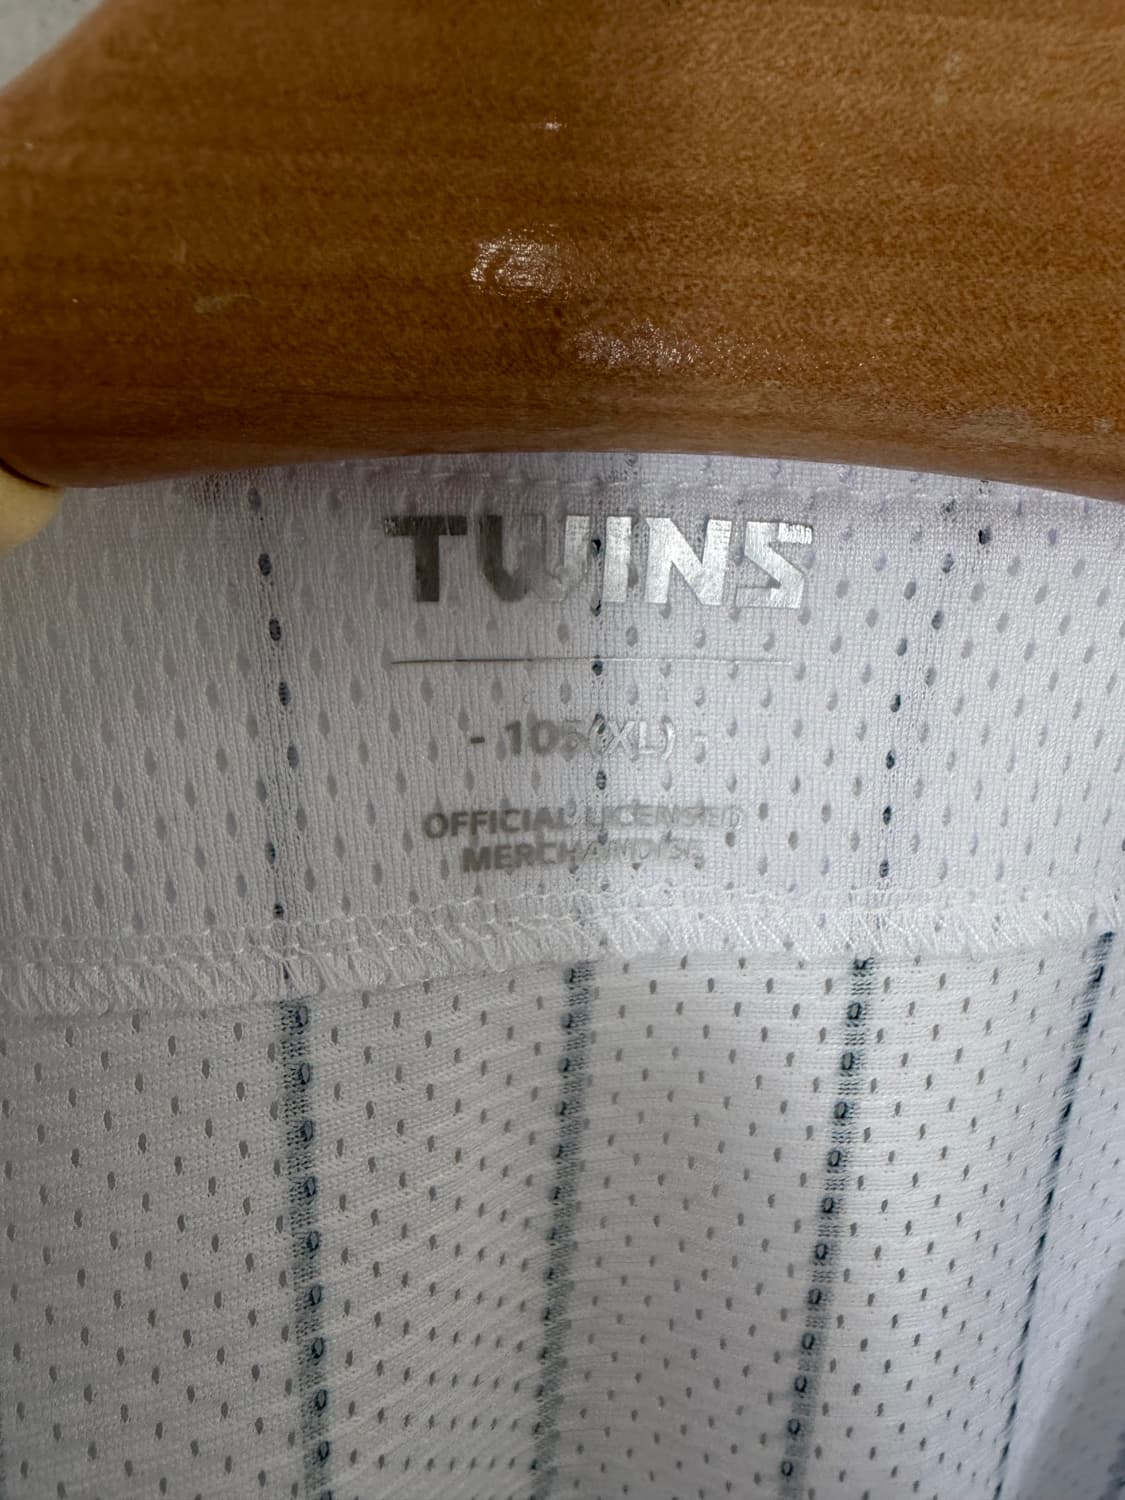 TWINS
- 105(XL) -
OFFICIAL LICENSED
MERCHANDISE